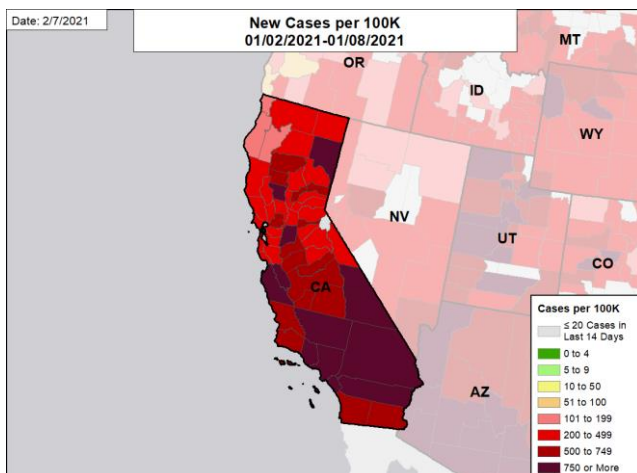 Date: 2/7/2021
New Cases per 100K
01/02/2021-01/08/2021
MT
OR
ID
WY
NV
UT
CO
CA
AZ
Cases per 100K
≤ 20 Cases in
Last 14 Days
0 to 4
5 to 9
10 to 50
51 to 100
101 to 199
200 to 499
500 to 749
750 or More